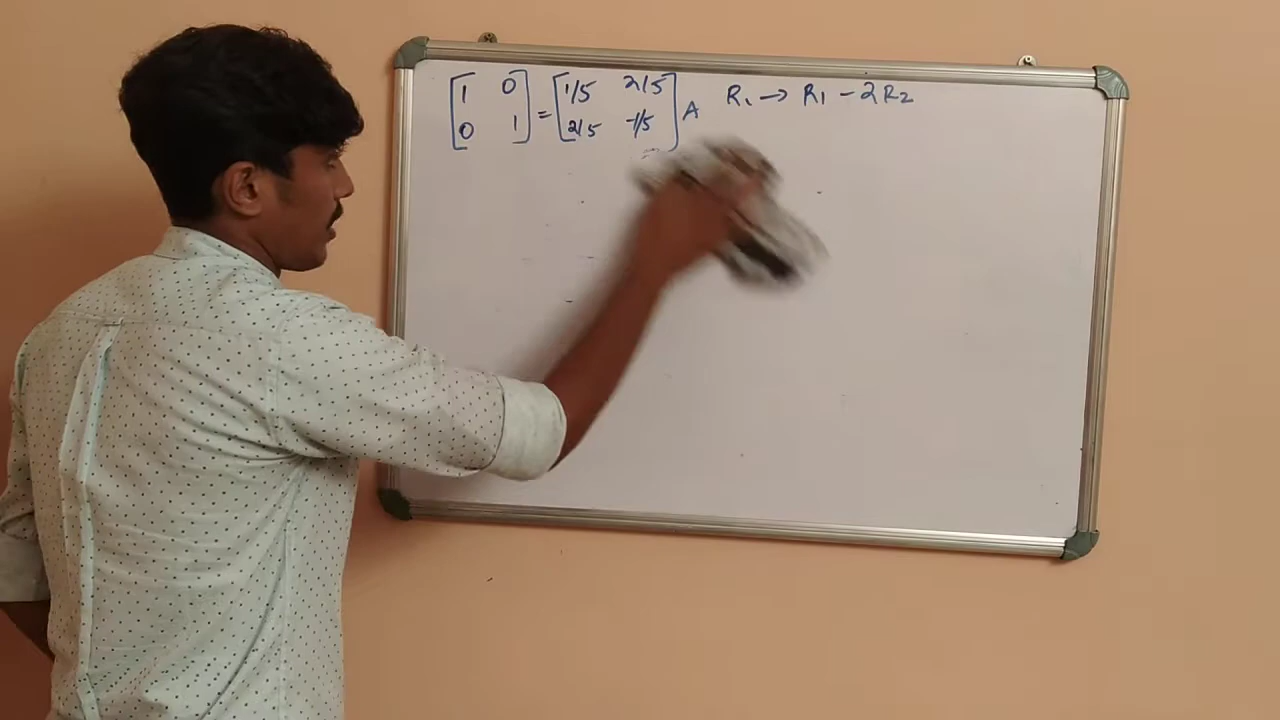 [1 0 = [1/5 2/5 A R₁ → R₁ - 2R₂
0 1] 2/5 -1/5]